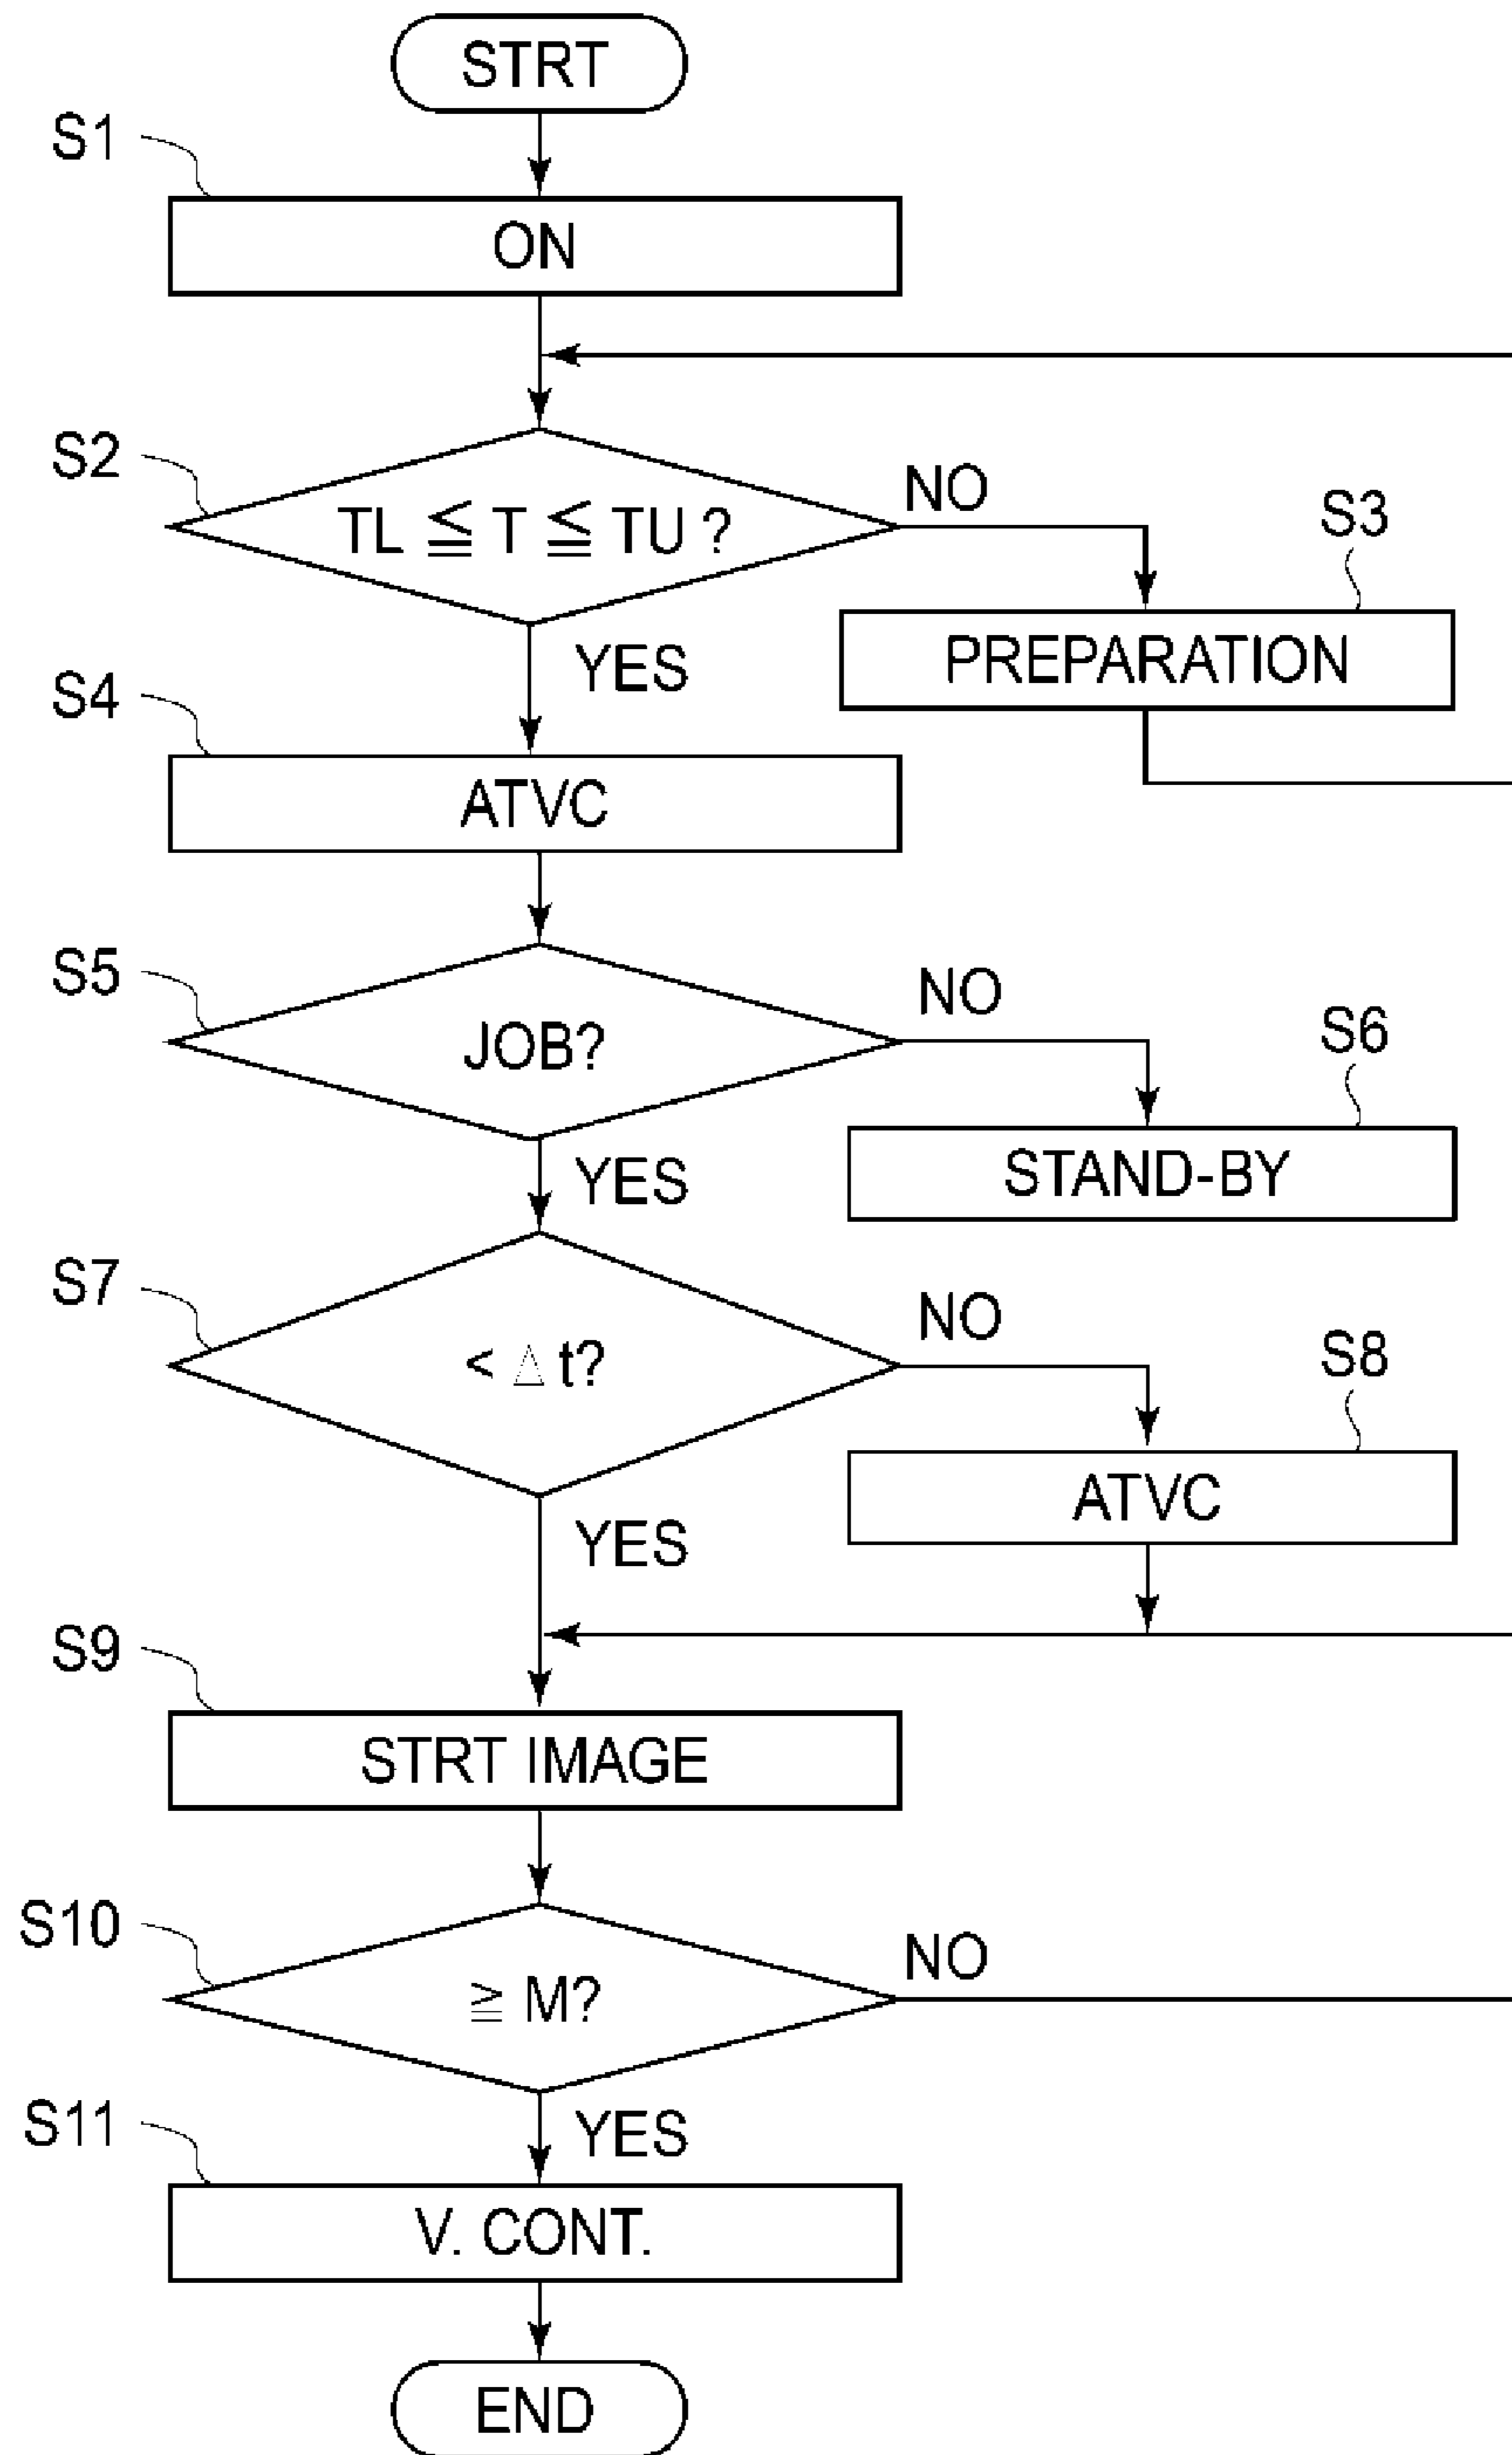 STRT
S1
ON
S2
TL ≦ T ≦ TU ?
NO
S3
PREPARATION
YES
S4
ATVC
S5
JOB?
NO
S6
STAND-BY
YES
S7
< Δ t?
NO
S8
ATVC
YES
S9
STRT IMAGE
S10
≧ M?
NO
YES
S11
V. CONT.
END